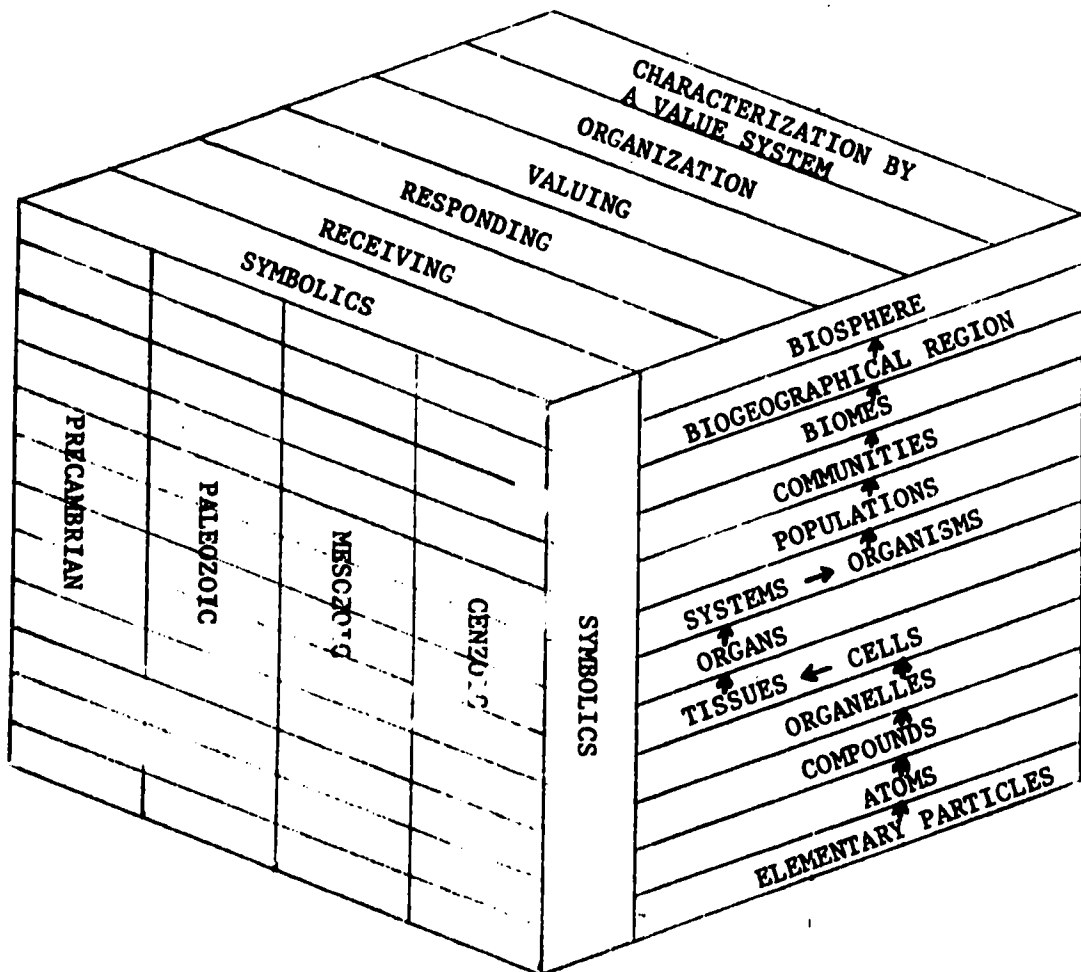 CHARACTERIZATION BY
A VALUE SYSTEM
ORGANIZATION
VALUING
RESPONDING
RECEIVING
SYMBOLICS
PRECAMBRIAN
PALEOZOIC
CENZOIC
SYMBOLICS
BIOSPHERE
BIOGEOGRAPHICAL REGION
BIOMES
COMMUNITIES
POPULATIONS
SYSTEMS → ORGANISMS
ORGANS
TISSUES ← CELLS
ORGANELLES
COMPOUNDS
ATOMS
ELEMENTARY PARTICLES